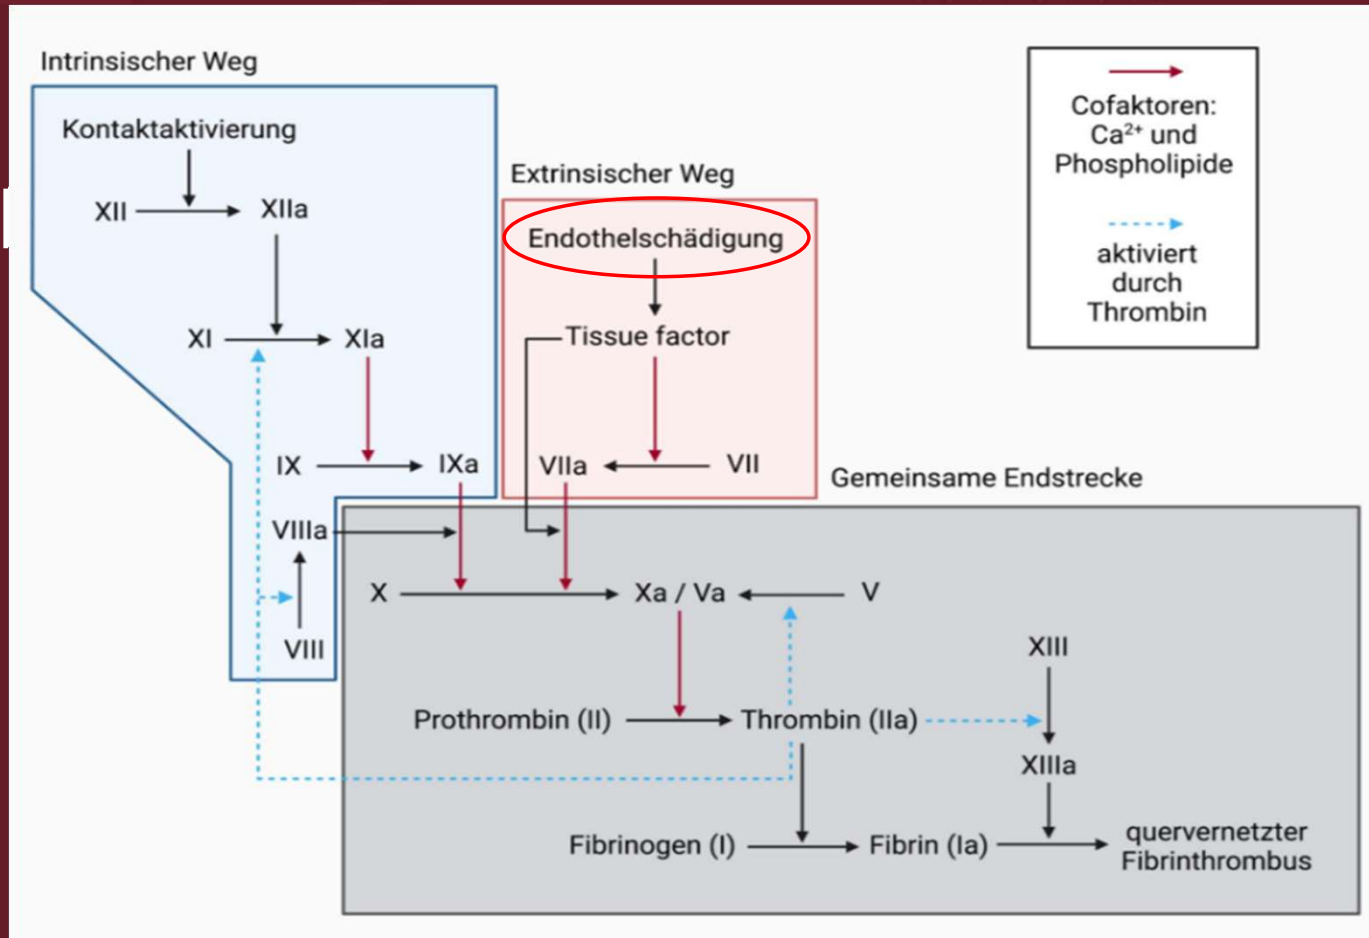 Intrinsischer Weg
Kontaktaktivierung
XII
XIIa
XI
XIa
IX
IXa
VIIIa
VIII
Extrinsischer Weg
Endothelschädigung
Tissue factor
VIIa
VII
Cofaktoren:
Ca²⁺ und
Phospholipide
aktiviert
durch
Thrombin
Gemeinsame Endstrecke
X
Xa / Va
V
XIII
Prothrombin (II)
Thrombin (IIa)
XIIIa
Fibrinogen (I)
Fibrin (Ia)
quervernetzter
Fibrinthrombus